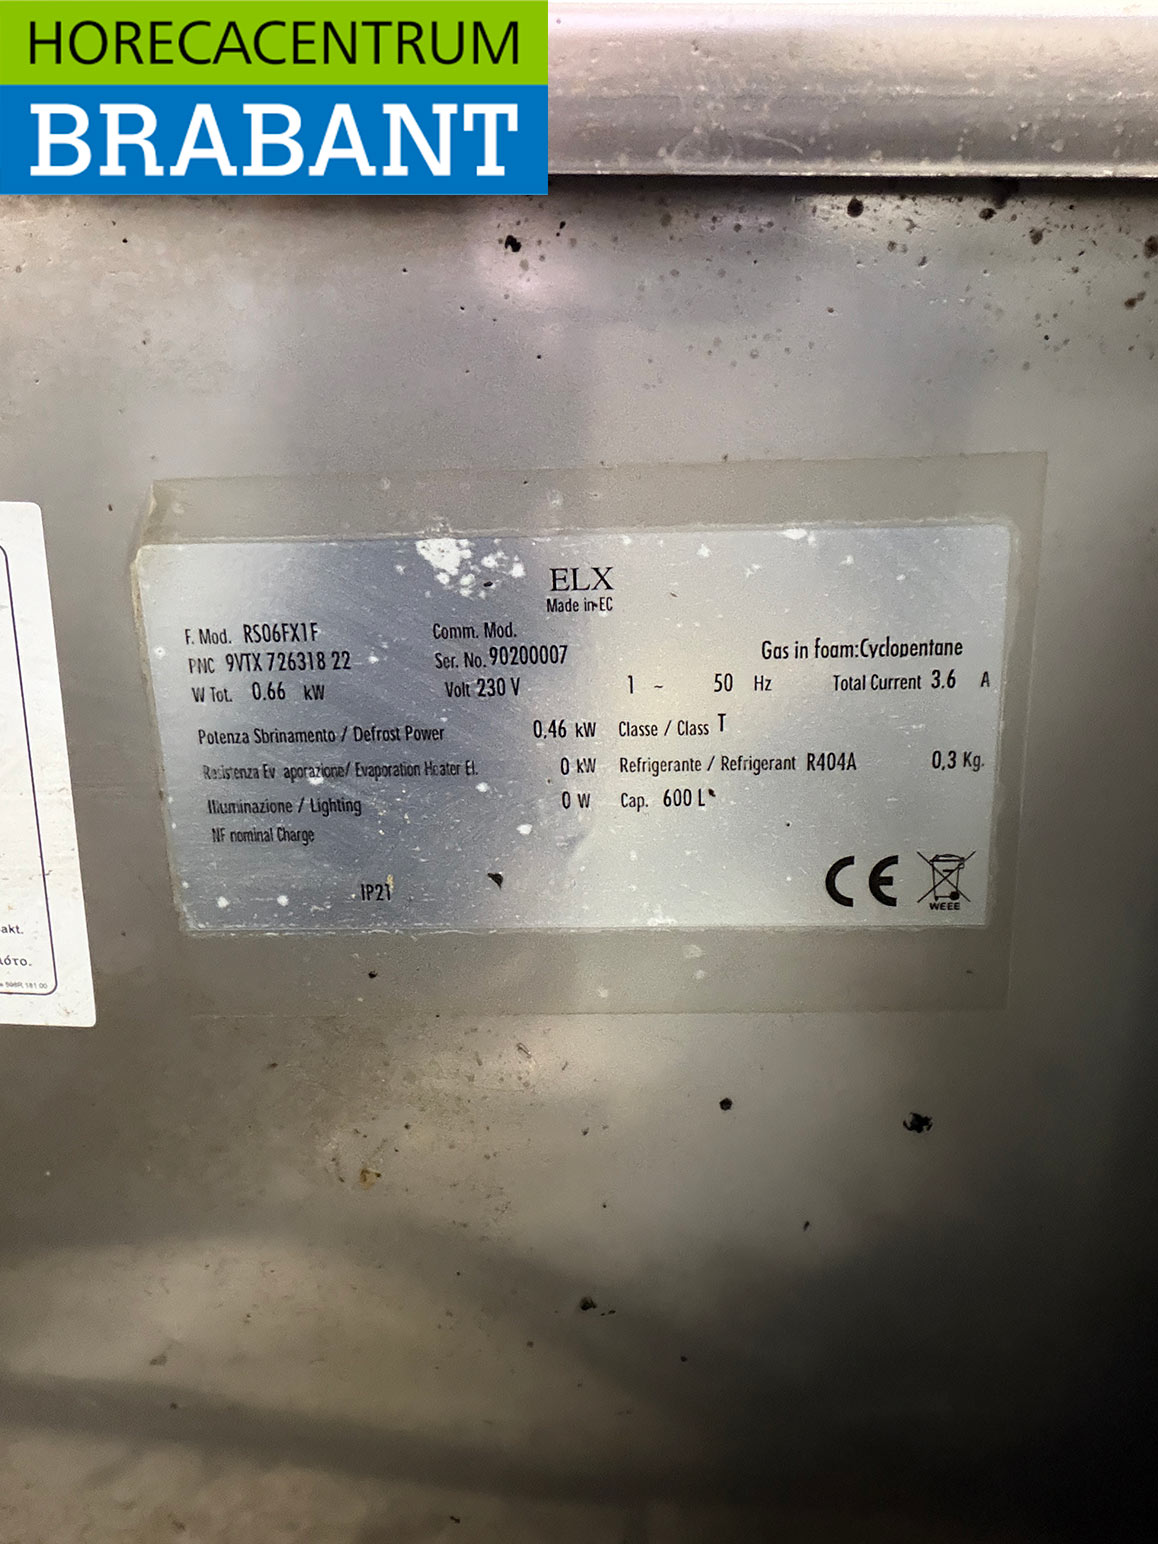 HORECACENTRUM
BRABANT
ELX
Made in EC
F. Mod. RS06FX1F
Comm. Mod.
PNC 9VTX 726318 22
Ser. No. 90200007
Gas in foam:Cyclopentane
W Tot. 0.66 kW
Volt 230 V
1 ~ 50 Hz
Total Current 3.6 A
Potenza Sbrinamento / Defrost Power 0.46 kW
Classe / Class T
Resistenza Evaporazione/ Evaporation Heater El. 0 kW
Refrigerante / Refrigerant R404A 0,3 Kg.
Illuminazione / Lighting 0 W
Cap. 600 L
NF nominal Charge
IP21
CE
WEEE
akt.